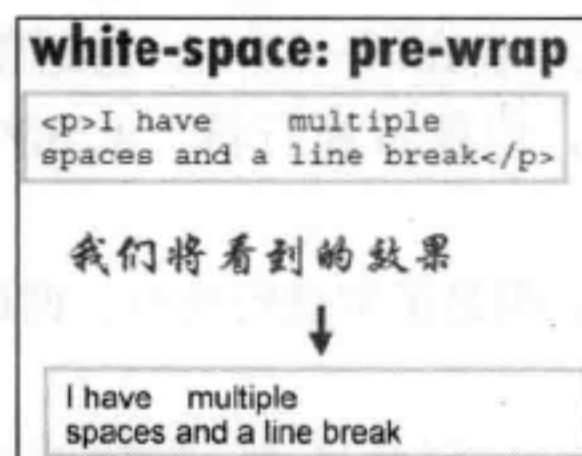 white-space: pre-wrap
<p>I have    multiple
spaces and a line break</p>
我们将看到的效果
I have    multiple
spaces and a line break